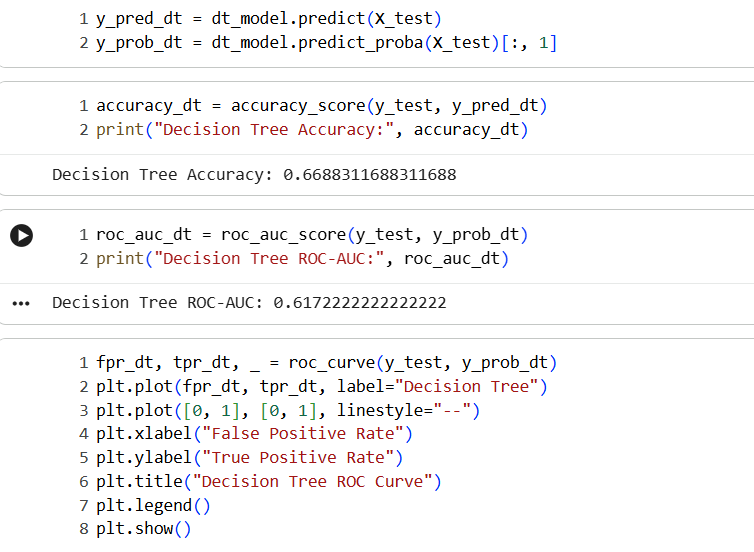 1 y_pred_dt = dt_model.predict(X_test)
2 y_prob_dt = dt_model.predict_proba(X_test)[:, 1]
1 accuracy_dt = accuracy_score(y_test, y_pred_dt)
2 print("Decision Tree Accuracy:", accuracy_dt)
Decision Tree Accuracy: 0.6688311688311688
1 roc_auc_dt = roc_auc_score(y_test, y_prob_dt)
2 print("Decision Tree ROC-AUC:", roc_auc_dt)
Decision Tree ROC-AUC: 0.6172222222222222
1 fpr_dt, tpr_dt, _ = roc_curve(y_test, y_prob_dt)
2 plt.plot(fpr_dt, tpr_dt, label="Decision Tree")
3 plt.plot([0, 1], [0, 1], linestyle="--")
4 plt.xlabel("False Positive Rate")
5 plt.ylabel("True Positive Rate")
6 plt.title("Decision Tree ROC Curve")
7 plt.legend()
8 plt.show()